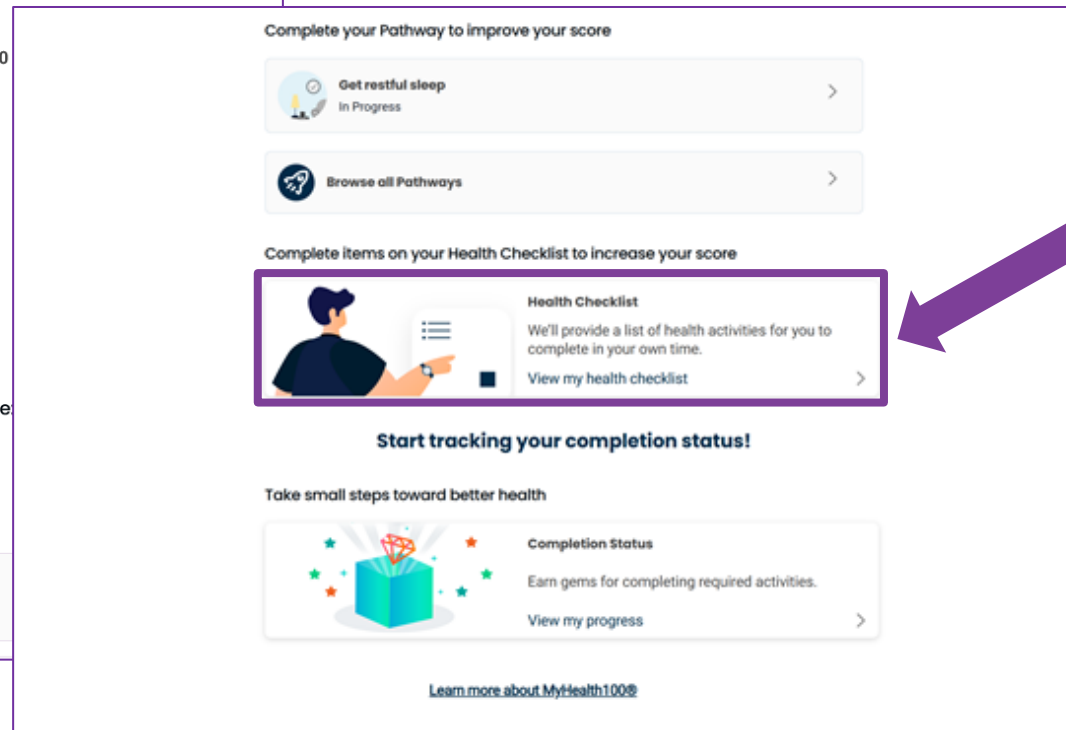 0
Complete your Pathway to improve your score
Get restful sleep
In Progress
Browse all Pathways
Complete items on your Health Checklist to increase your score
Health Checklist
We'll provide a list of health activities for you to
complete in your own time.
View my health checklist
Start tracking your completion status!
Take small steps toward better health
Completion Status
Earn gems for completing required activities.
View my progress
Learn more about MyHealth100®